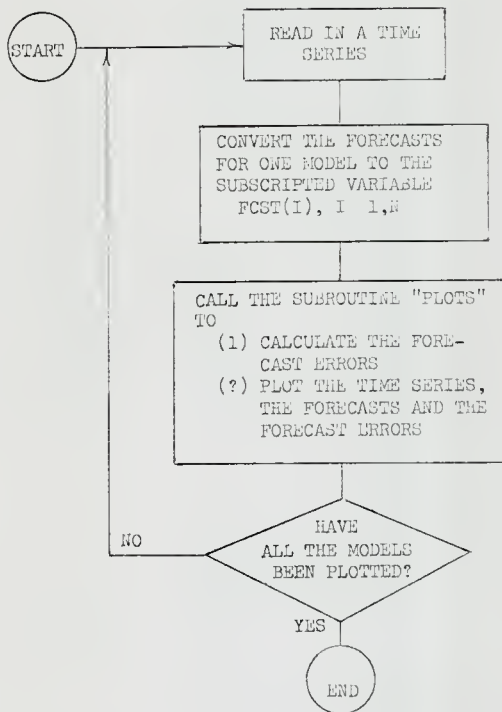 START
READ IN A TIME
SERIES
CONVERT THE FORECASTS
FOR ONE MODEL TO THE
SUBSCRIPTED VARIABLE
FCST(I), I 1,N
CALL THE SUBROUTINE "PLOTS"
TO
(1) CALCULATE THE FORE-
CAST ERRORS
(?) PLOT THE TIME SERIES,
THE FORECASTS AND THE
FORECAST ERRORS
HAVE
ALL THE MODELS
BEEN PLOTTED?
NO
YES
END